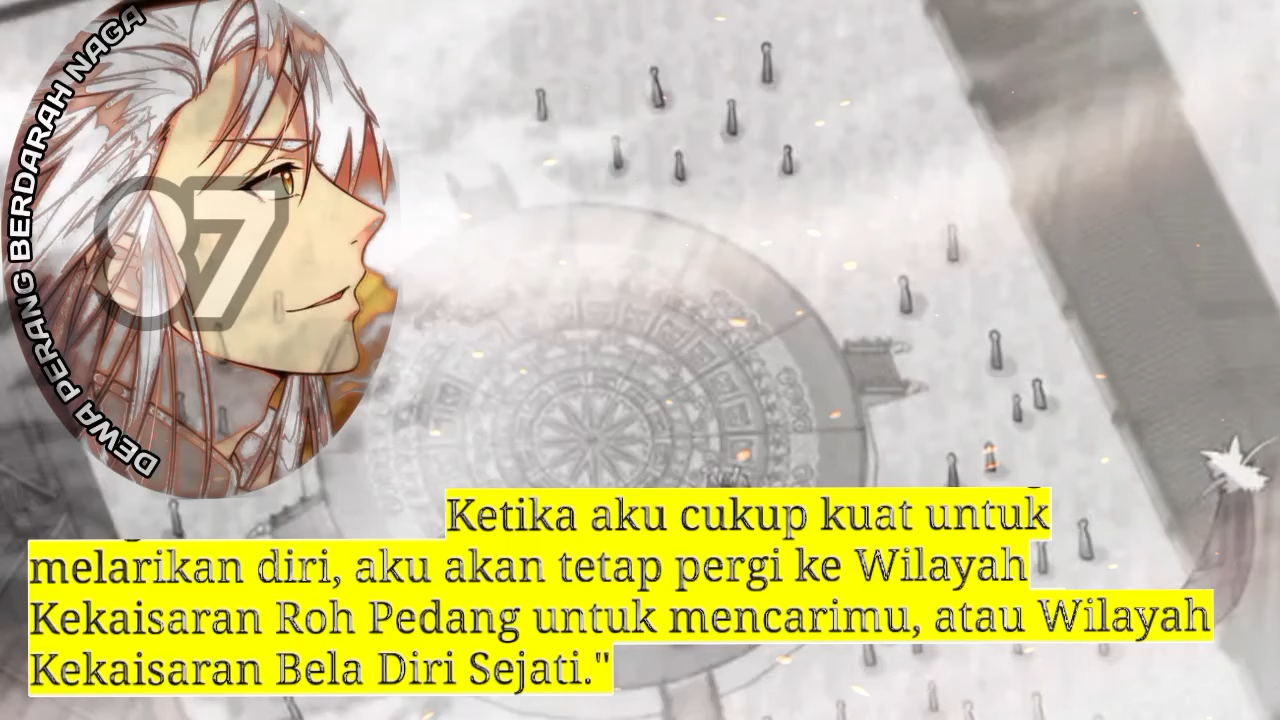 DEWA PERANG BERDARAH NAGA
87
Ketika aku cukup kuat untuk
melarikan diri, aku akan tetap pergi ke Wilayah
Kekaisaran Roh Pedang untuk mencarimu, atau Wilayah
Kekaisaran Bela Diri Sejati."